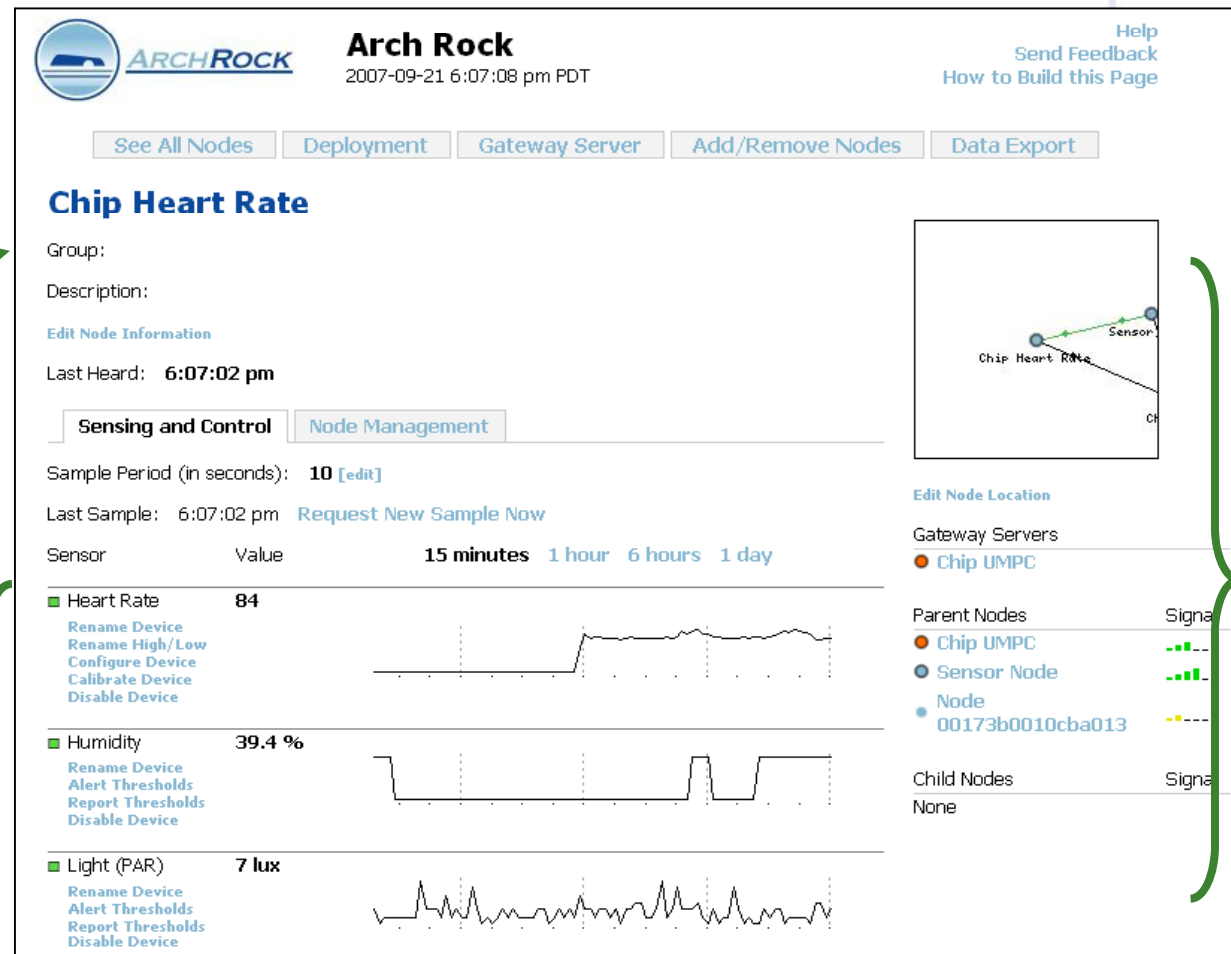 ARCHROCK
Arch Rock
2007-09-21 6:07:08 pm PDT
Help
Send Feedback
How to Build this Page
See All Nodes Deployment Gateway Server Add/Remove Nodes Data Export
Chip Heart Rate
Group:
Description:
Edit Node Information
Last Heard: 6:07:02 pm
Sensing and Control Node Management
Sample Period (in seconds): 10 [edit]
Last Sample: 6:07:02 pm Request New Sample Now
Sensor Value 15 minutes 1 hour 6 hours 1 day
Heart Rate 84
Rename Device
Rename High/Low
Configure Device
Calibrate Device
Disable Device
Humidity 39.4 %
Rename Device
Alert Thresholds
Report Thresholds
Disable Device
Light (PAR) 7 lux
Rename Device
Alert Thresholds
Report Thresholds
Disable Device
Sensor
Chip Heart Rate
Ch
Edit Node Location
Gateway Servers
Chip UMPC
Parent Nodes Signa
Chip UMPC
Sensor Node
Node
00173b0010cba013
Child Nodes Signa
None